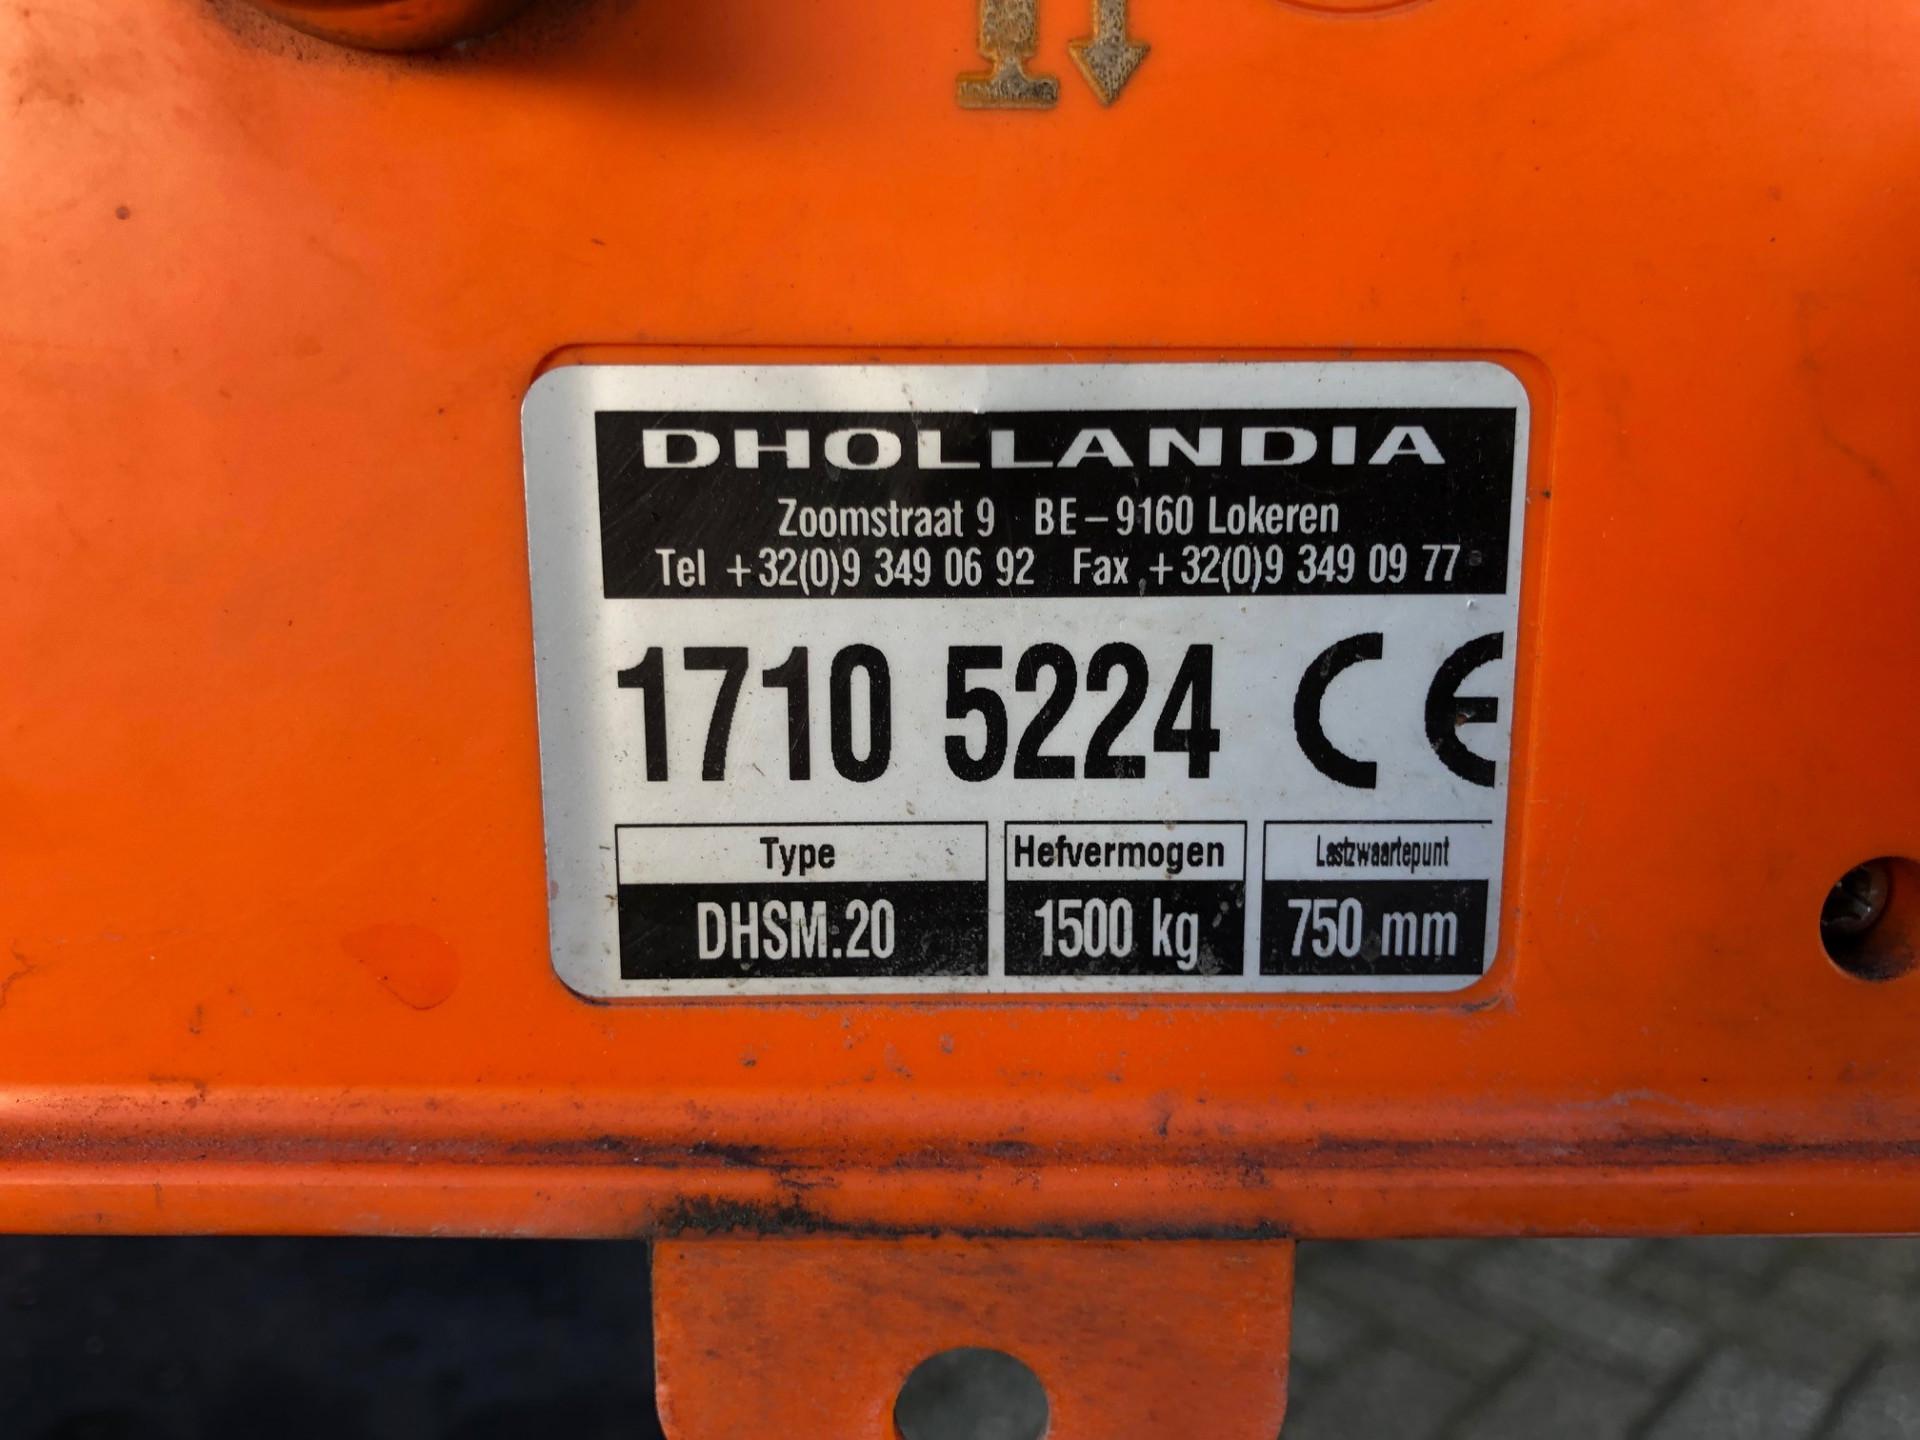 DHOLLANDIA
Zoomstraat 9 BE - 9160 Lokeren
Tel +32(0)9 349 06 92 Fax +32(0)9 349 09 77
1710 5224 CE
Type Hefvermogen Lastzwaartepunt
DHSM.20 1500 kg 750 mm